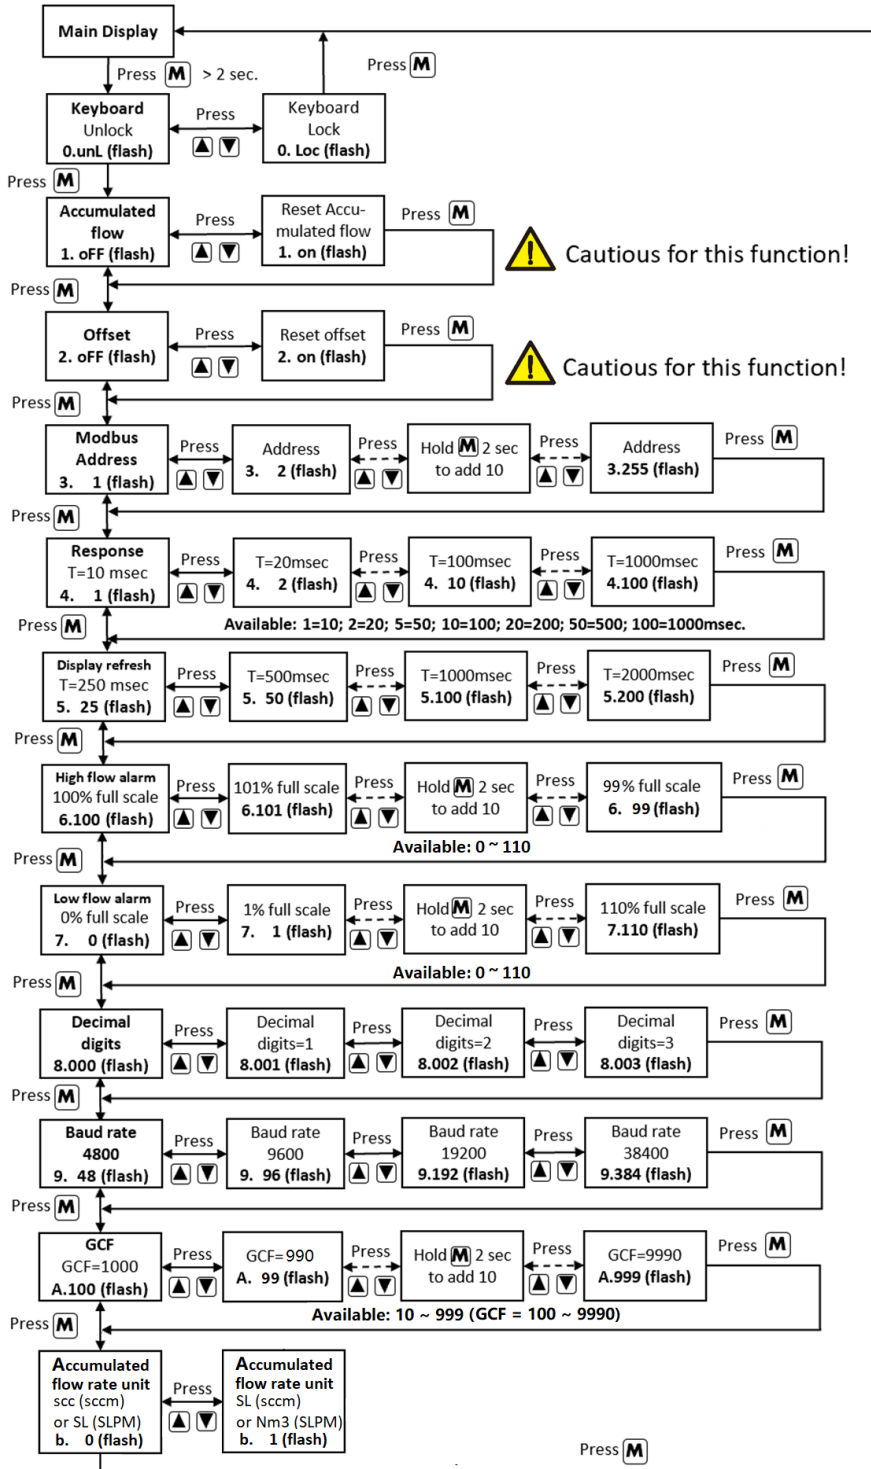 Main Display
Press M > 2 sec.
Press M
Keyboard
Unlock
0.unL (flash)
Press
Keyboard
Lock
0. Loc (flash)
Press M
Accumulated
flow
1. oFF (flash)
Press
Reset Accu-
mulated flow
1. on (flash)
Press M
Cautious for this function!
Press M
Offset
2. oFF (flash)
Press
Reset offset
2. on (flash)
Press M
Cautious for this function!
Press M
Modbus
Address
3. 1 (flash)
Press
Address
3. 2 (flash)
Press
Hold M 2 sec
to add 10
Press
Address
3.255 (flash)
Press M
Press M
Response
T=10 msec
4. 1 (flash)
Press
T=20msec
4. 2 (flash)
Press
T=100msec
4. 10 (flash)
Press
T=1000msec
4.100 (flash)
Press M
Press M
Available: 1=10; 2=20; 5=50; 10=100; 20=200; 50=500; 100=1000msec.
Display refresh
T=250 msec
5. 25 (flash)
Press
T=500msec
5. 50 (flash)
Press
T=1000msec
5.100 (flash)
Press
T=2000msec
5.200 (flash)
Press M
Press M
High flow alarm
100% full scale
6.100 (flash)
Press
101% full scale
6.101 (flash)
Press
Hold M 2 sec
to add 10
Press
99% full scale
6. 99 (flash)
Press M
Available: 0 ~ 110
Press M
Low flow alarm
0% full scale
7. 0 (flash)
Press
1% full scale
7. 1 (flash)
Press
Hold M 2 sec
to add 10
Press
110% full scale
7.110 (flash)
Press M
Available: 0 ~ 110
Press M
Decimal
digits
8.000 (flash)
Press
Decimal
digits=1
8.001 (flash)
Press
Decimal
digits=2
8.002 (flash)
Press
Decimal
digits=3
8.003 (flash)
Press M
Press M
Baud rate
4800
9. 48 (flash)
Press
Baud rate
9600
9. 96 (flash)
Press
Baud rate
19200
9.192 (flash)
Press
Baud rate
38400
9.384 (flash)
Press M
Press M
GCF
GCF=1000
A.100 (flash)
Press
GCF=990
A. 99 (flash)
Press
Hold M 2 sec
to add 10
Press
GCF=9990
A.999 (flash)
Press M
Available: 10 ~ 999 (GCF = 100 ~ 9990)
Press M
Accumulated
flow rate unit
scc (sccm)
or SL (SLPM)
b. 0 (flash)
Press
Accumulated
flow rate unit
SL (sccm)
or Nm3 (SLPM)
b. 1 (flash)
Press M